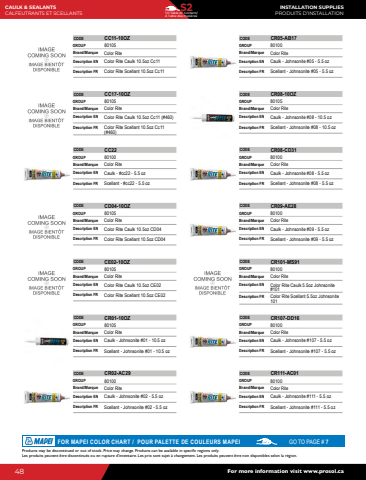 CAULK & SEALANTS
CALFEUTRANTS ET SCELLANTS
S2
INSTALLATION SUPPLIES
PRODUITS D'INSTALLATION
IMAGE
COMING SOON
IMAGE BIENTÔT
DISPONIBLE
CODE CC11-10OZ
GROUP 80105
Brand/Marque Color Rite
Description EN Color Rite Caulk 10.5oz Cc11
Description FR Color Rite Scellant 10.5oz Cc11
IMAGE
COMING SOON
IMAGE BIENTÔT
DISPONIBLE
CODE CC17-10OZ
GROUP 80105
Brand/Marque Color Rite
Description EN Color Rite Caulk 10.5oz Cc11 (#463)
Description FR Color Rite Scellant 10.5oz Cc11
(#463)
CODE CC22
GROUP 80103
Brand/Marque Color Rite
Description EN Caulk - #cc22 - 5.5 oz
Description FR Scellant - #cc22 - 5.5 oz
IMAGE
COMING SOON
IMAGE BIENTÔT
DISPONIBLE
CODE CD04-10OZ
GROUP 80105
Brand/Marque Color Rite
Description EN Color Rite Caulk 10.5oz CD04
Description FR Color Rite Scellant 10.5oz CD04
IMAGE
COMING SOON
IMAGE BIENTÔT
DISPONIBLE
CODE CE02-10OZ
GROUP 80105
Brand/Marque Color Rite
Description EN Color Rite Caulk 10.5oz CE02
Description FR Color Rite Scellant 10.5oz CE02
CODE CR01-10OZ
GROUP 80103
Brand/Marque Color Rite
Description EN Caulk - Johnsonite #01 - 10.5 oz
Description FR Scellant - Johnsonite #01 - 10.5 oz
CODE CR02-AC29
GROUP 80103
Brand/Marque Color Rite
Description EN Caulk - Johnsonite #02 - 5.5 oz
Description FR Scellant - Johnsonite #02 - 5.5 oz
CODE CR05-AB17
GROUP 80103
Brand/Marque Color Rite
Description EN Caulk - Johnsonite #05 - 5.5 oz
Description FR Scellant - Johnsonite #05 - 5.5 oz
CODE CR08-10OZ
GROUP 80103
Brand/Marque Color Rite
Description EN Caulk - Johnsonite #08 - 10.5 oz
Description FR Scellant - Johnsonite #08 - 10.5 oz
CODE CR08-CD31
GROUP 80103
Brand/Marque Color Rite
Description EN Caulk - Johnsonite #08 - 5.5 oz
Description FR Scellant - Johnsonite #08 - 5.5 oz
CODE CR09-AE28
GROUP 80103
Brand/Marque Color Rite
Description EN Caulk - Johnsonite #09 - 5.5 oz
Description FR Scellant - Johnsonite #09 - 5.5 oz
IMAGE
COMING SOON
IMAGE BIENTÔT
DISPONIBLE
CODE CR101-MS91
GROUP 80103
Brand/Marque Color Rite
Description EN Color Rite Caulk 5.5oz Johnsonite
#101
Description FR Color Rite Scellant 5.5oz Johnsonite
101
CODE CR107-DD16
GROUP 80103
Brand/Marque Color Rite
Description EN Caulk - Johnsonite #107 - 5.5 oz
Description FR Scellant - Johnsonite #107 - 5.5 oz
CODE CR111-AC01
GROUP 80103
Brand/Marque Color Rite
Description EN Caulk - Johnsonite #111 - 5.5 oz
Description FR Scellant - Johnsonite #111 - 5.5 oz
MAPEI FOR MAPEI COLOR CHART / POUR PALETTE DE COULEURS MAPEI GO TO PAGE # 7
Products may be discontinued or out of stock. Price may change. Products can be available in specific regions only.
Les produits peuvent être discontinués ou en rupture d'inventaire. Les prix sont sujet à changement. Les produits peuvent être non disponibles selon la région.
48
For more information visit www.prosol.ca